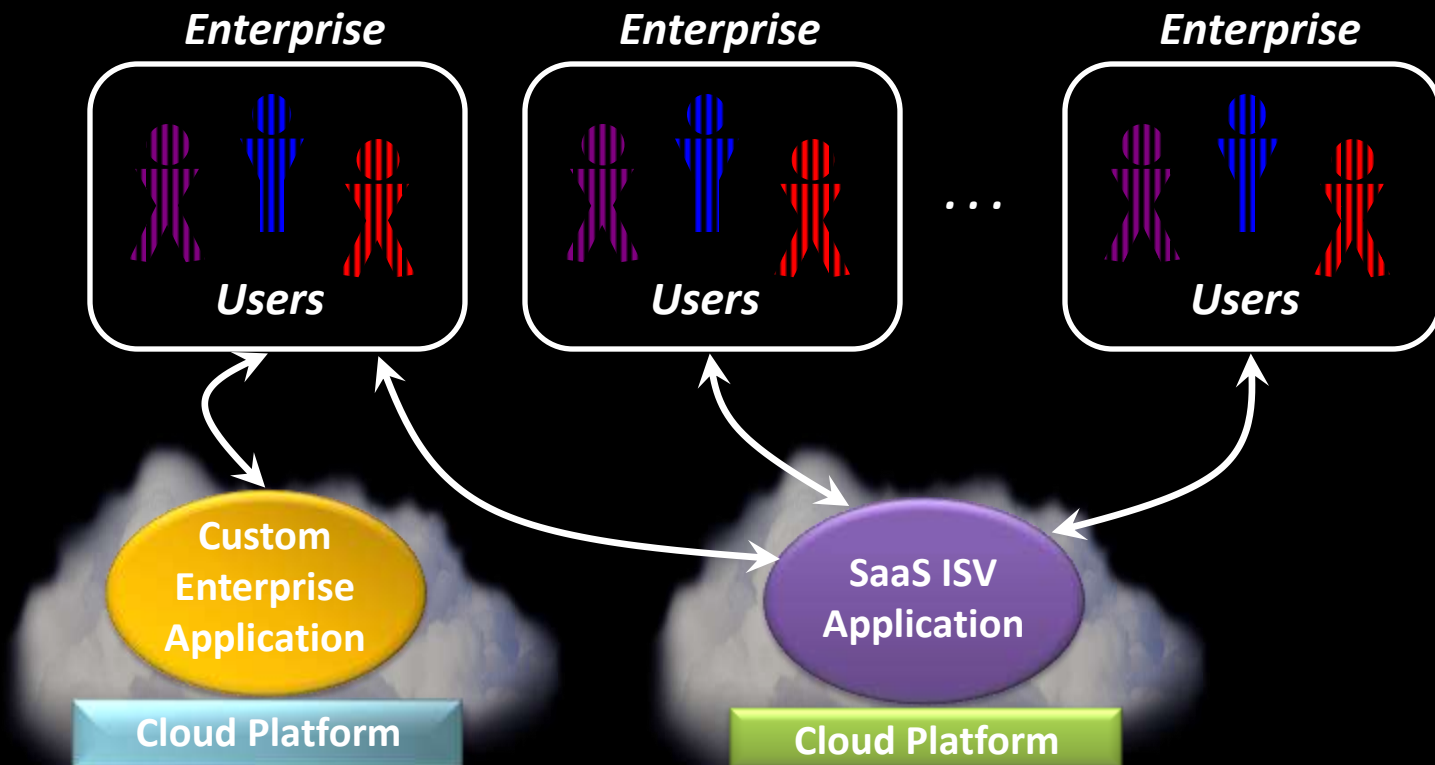 Enterprise
Enterprise
Enterprise
Users
Users
. . .
Users
Custom
Enterprise
Application
SaaS ISV
Application
Cloud Platform
Cloud Platform